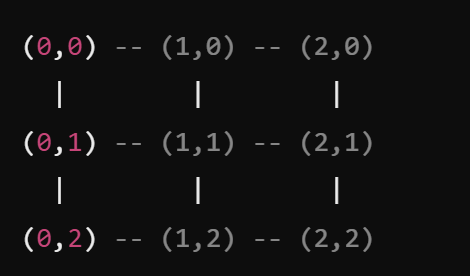 (0,0) -- (1,0) -- (2,0)
  |        |        |
(0,1) -- (1,1) -- (2,1)
  |        |        |
(0,2) -- (1,2) -- (2,2)